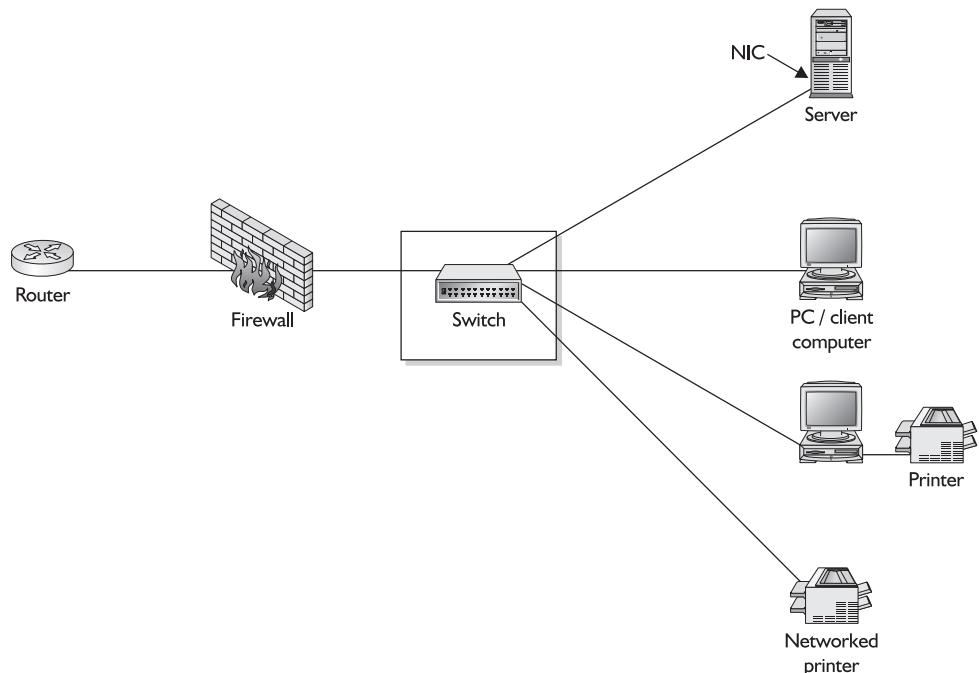 NIC
Server
Router
Firewall
Switch
PC / client
computer
Printer
Networked
printer